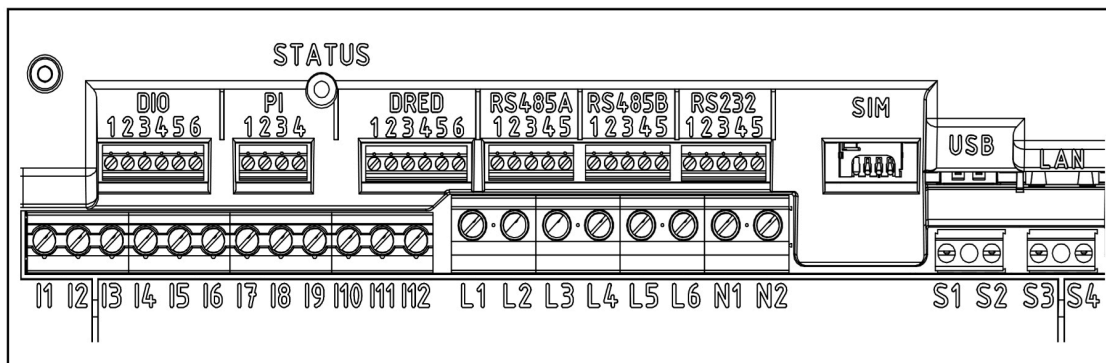 STATUS
DIO PI DRED RS485A RS485B RS232 SIM
123456 1234 123456 12345 12345 12345
USB LAN
I1 I2 I3 I4 I5 I6 I7 I8 I9 I10 I11 I12 L1 L2 L3 L4 L5 L6 N1 N2 S1 S2 S3 S4